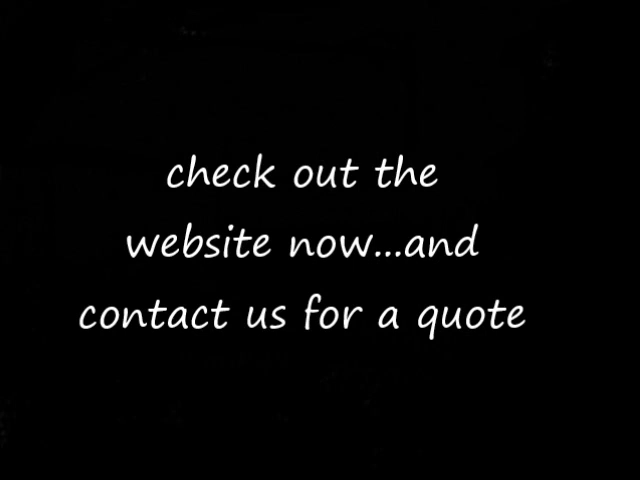 check out the
website now...and
contact us for a quote